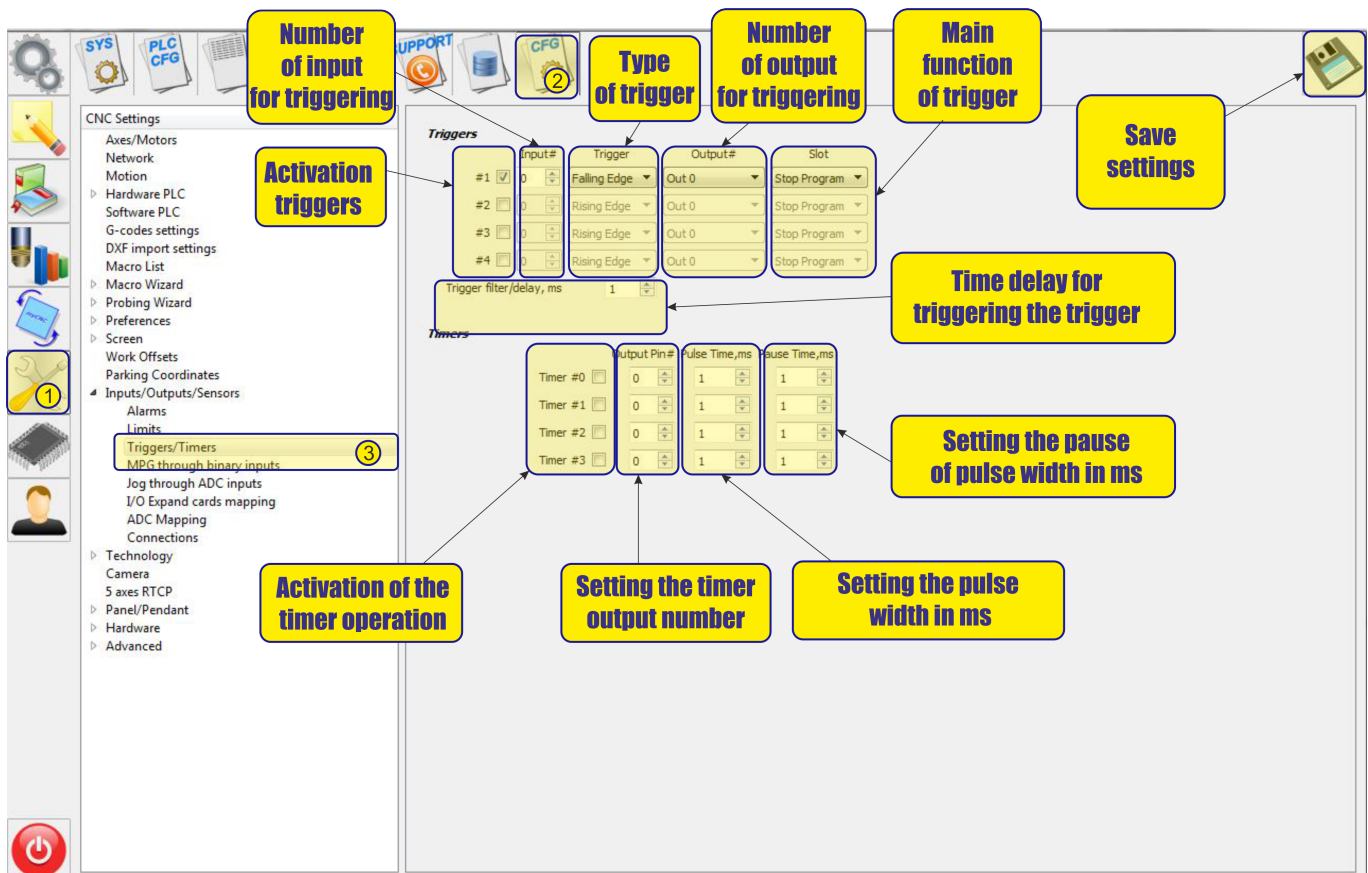 SYS
PLC
CFG
SUPPORT
CFG
2
Number
of input
for triggering
Type
of trigger
Number
of output
for trigqering
Main
function
of trigger
Save
settings
CNC Settings
Axes/Motors
Network
Motion
Hardware PLC
Software PLC
G-codes settings
DXF import settings
Macro List
Macro Wizard
Probing Wizard
Preferences
Screen
Work Offsets
Parking Coordinates
Inputs/Outputs/Sensors
Alarms
Limits
Triggers/Timers
3
MPG through binary inputs
Jog through ADC inputs
I/O Expand cards mapping
ADC Mapping
Connections
Technology
Camera
5 axes RTCP
Panel/Pendant
Hardware
Advanced
myCNC
1
Activation
triggers
Triggers
Input# Trigger Output# Slot
#1 0 Falling Edge Out 0 Stop Program
#2 0 Rising Edge Out 0 Stop Program
#3 0 Rising Edge Out 0 Stop Program
#4 0 Rising Edge Out 0 Stop Program
Trigger filter/delay, ms 1
Time delay for
triggering the trigger
Timers
Output Pin# Pulse Time,ms Pause Time,ms
Timer #0 0 1 1
Timer #1 0 1 1
Timer #2 0 1 1
Timer #3 0 1 1
Setting the pause
of pulse width in ms
Activation of the
timer operation
Setting the timer
output number
Setting the pulse
width in ms